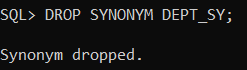 SQL> DROP SYNONYM DEPT_SY;
Synonym dropped.